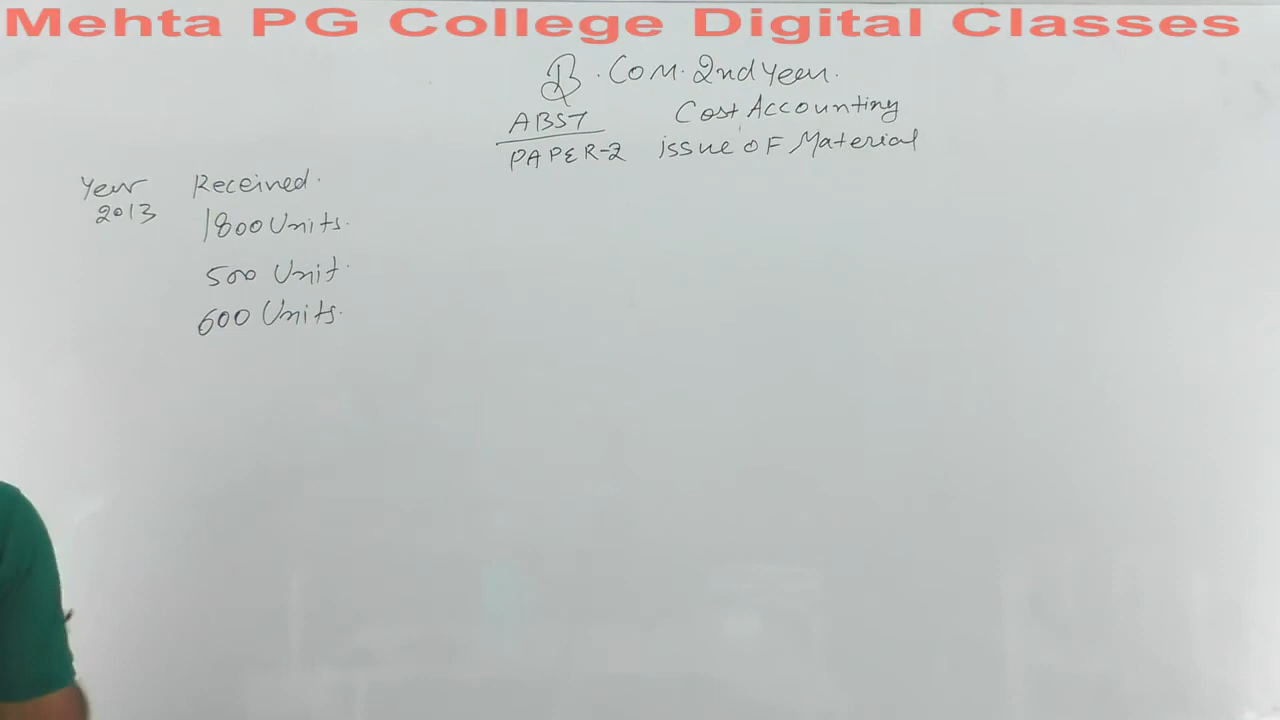 Mehta PG College Digital Classes
B.Com. 2nd Year.
ABST Cost Accounting
PAPER-2 issue of Material
Year Received.
2013 1800 Units.
500 Unit.
600 Units.